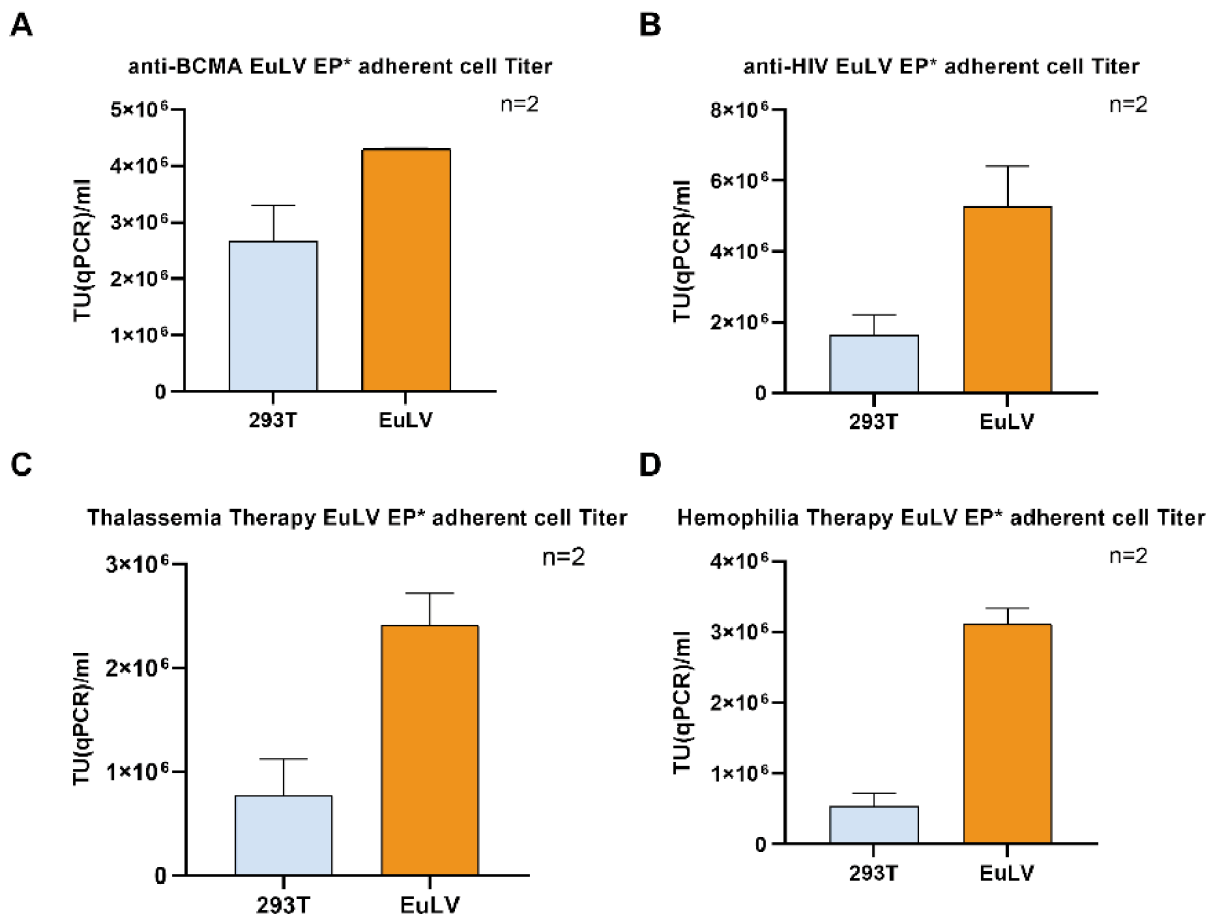 A
anti-BCMA EuLV EP* adherent cell Titer
n=2
TU(qPCR)/ml
5×10⁶
4×10⁶
3×10⁶
2×10⁶
1×10⁶
0
293T EuLV
B
anti-HIV EuLV EP* adherent cell Titer
n=2
TU(qPCR)/ml
8×10⁶
6×10⁶
4×10⁶
2×10⁶
0
293T EuLV
C
Thalassemia Therapy EuLV EP* adherent cell Titer
n=2
TU(qPCR)/ml
3×10⁶
2×10⁶
1×10⁶
0
293T EuLV
D
Hemophilia Therapy EuLV EP* adherent cell Titer
n=2
TU(qPCR)/ml
4×10⁶
3×10⁶
2×10⁶
1×10⁶
0
293T EuLV